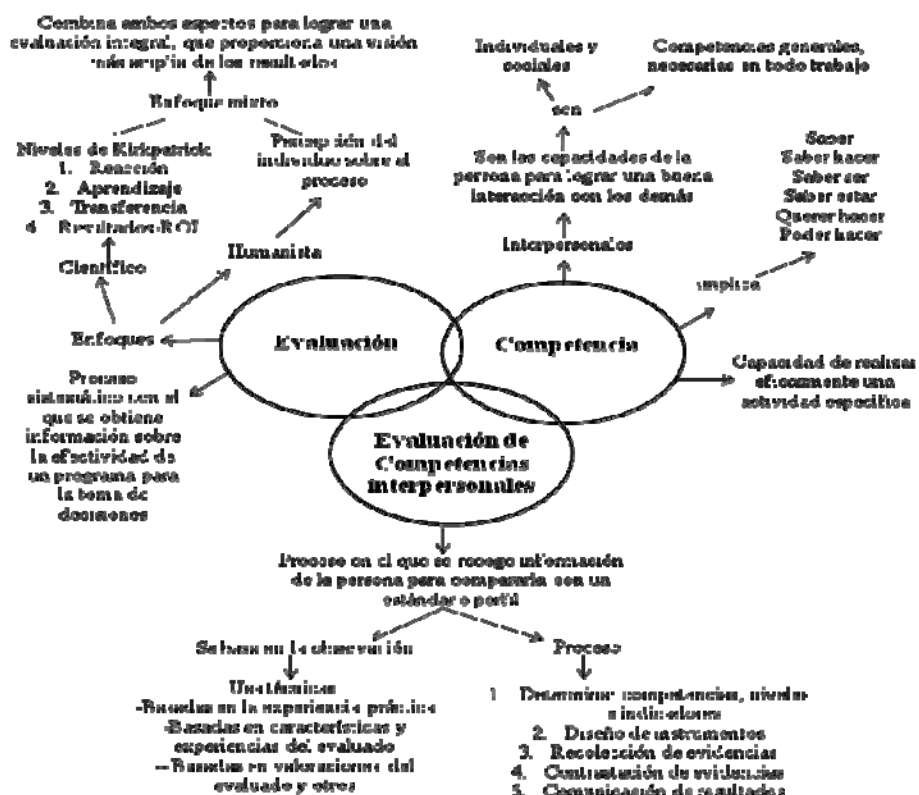 Combina ambos aspectos para lograr una
evaluación integral, que proporciona una visión
más amplia de los resultados
Enfoque mixto
Niveles de Kirkpatrick
1. Reacción
2. Aprendizaje
3. Transferencia
4. Resultados-ROI
Percepción del
individuo sobre el
proceso
Científico
Humanista
Enfoques
Evaluación
Proceso
sistemático con el
que se obtiene
información sobre
la efectividad de
un programa para
la toma de
decisiones
Individuales y
sociales
Competencias generales,
necesarias en todo trabajo
son
Son las capacidades de la
persona para lograr una buena
interacción con los demás
Interpersonales
Saber
Saber hacer
Saber ser
Saber estar
Querer hacer
Poder hacer
implica
Competencia
Capacidad de realizar
eficazmente una
actividad específica
Evaluación de
Competencias
interpersonales
Proceso en el que se recoge información
de la persona para compararla con un
estándar o perfil
Se basa en la observación
Usa técnicas
-Basadas en la experiencia práctica
-Basadas en características y
experiencias del evaluado
--Basadas en valoraciones del
evaluado y otros
Proceso
1 Determinar competencias, niveles
e indicadores
2. Diseño de instrumentos
3. Recolección de evidencias
4. Contrastación de evidencias
5. Comunicación de resultados